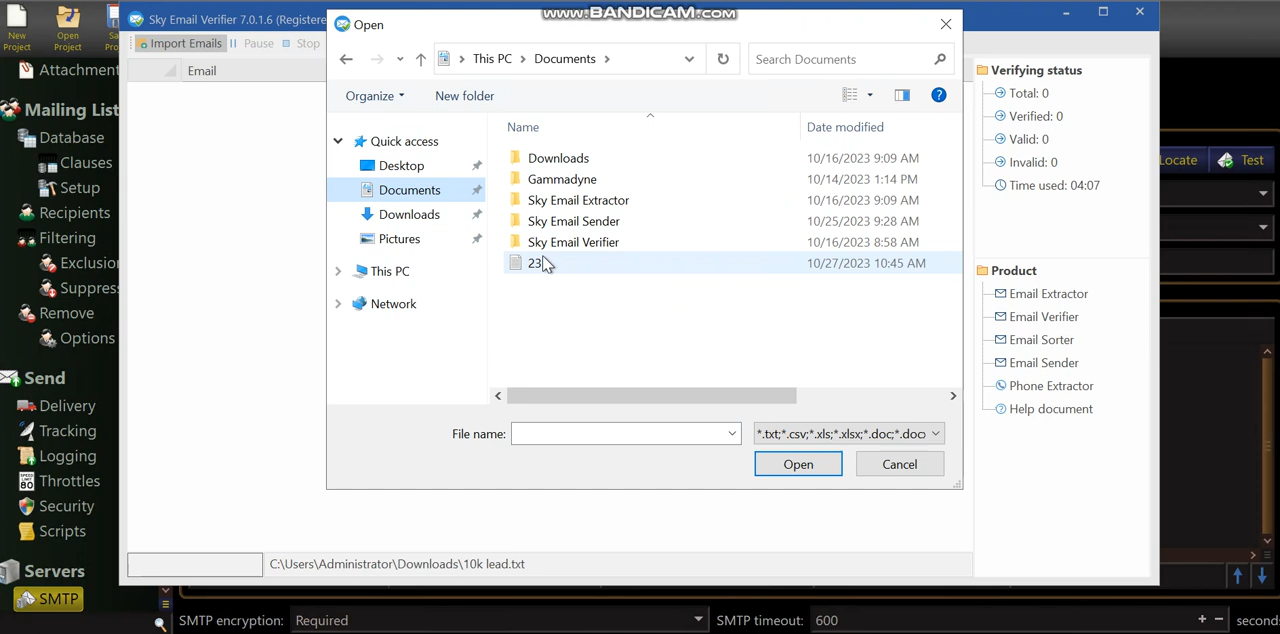 www.BANDICAM.com
New Project
Open Project
Sa Pro
Attachment
Mailing List
Database
Clauses
Setup
Recipients
Filtering
Exclusion
Suppress
Remove
Options
Send
Delivery
Tracking
Logging
Throttles
Security
Scripts
Servers
SMTP
Sky Email Verifier 7.0.1.6 (Registere
Import Emails
Pause
Stop
Email
Open
This PC > Documents >
Search Documents
Organize
New folder
Quick access
Desktop
Documents
Downloads
Pictures
This PC
Network
Name Date modified
Downloads 10/16/2023 9:09 AM
Gammadyne 10/14/2023 1:14 PM
Sky Email Extractor 10/16/2023 9:09 AM
Sky Email Sender 10/25/2023 9:28 AM
Sky Email Verifier 10/16/2023 8:58 AM
23 10/27/2023 10:45 AM
File name:
*.txt;*.csv;*.xls;*.xlsx;*.doc;*.doc
Open
Cancel
Verifying status
Total: 0
Verified: 0
Valid: 0
Invalid: 0
Time used: 04:07
Product
Email Extractor
Email Verifier
Email Sorter
Email Sender
Phone Extractor
Help document
Locate
Test
C:\Users\Administrator\Downloads\10k lead.txt
SMTP encryption: Required
SMTP timeout: 600 seconds